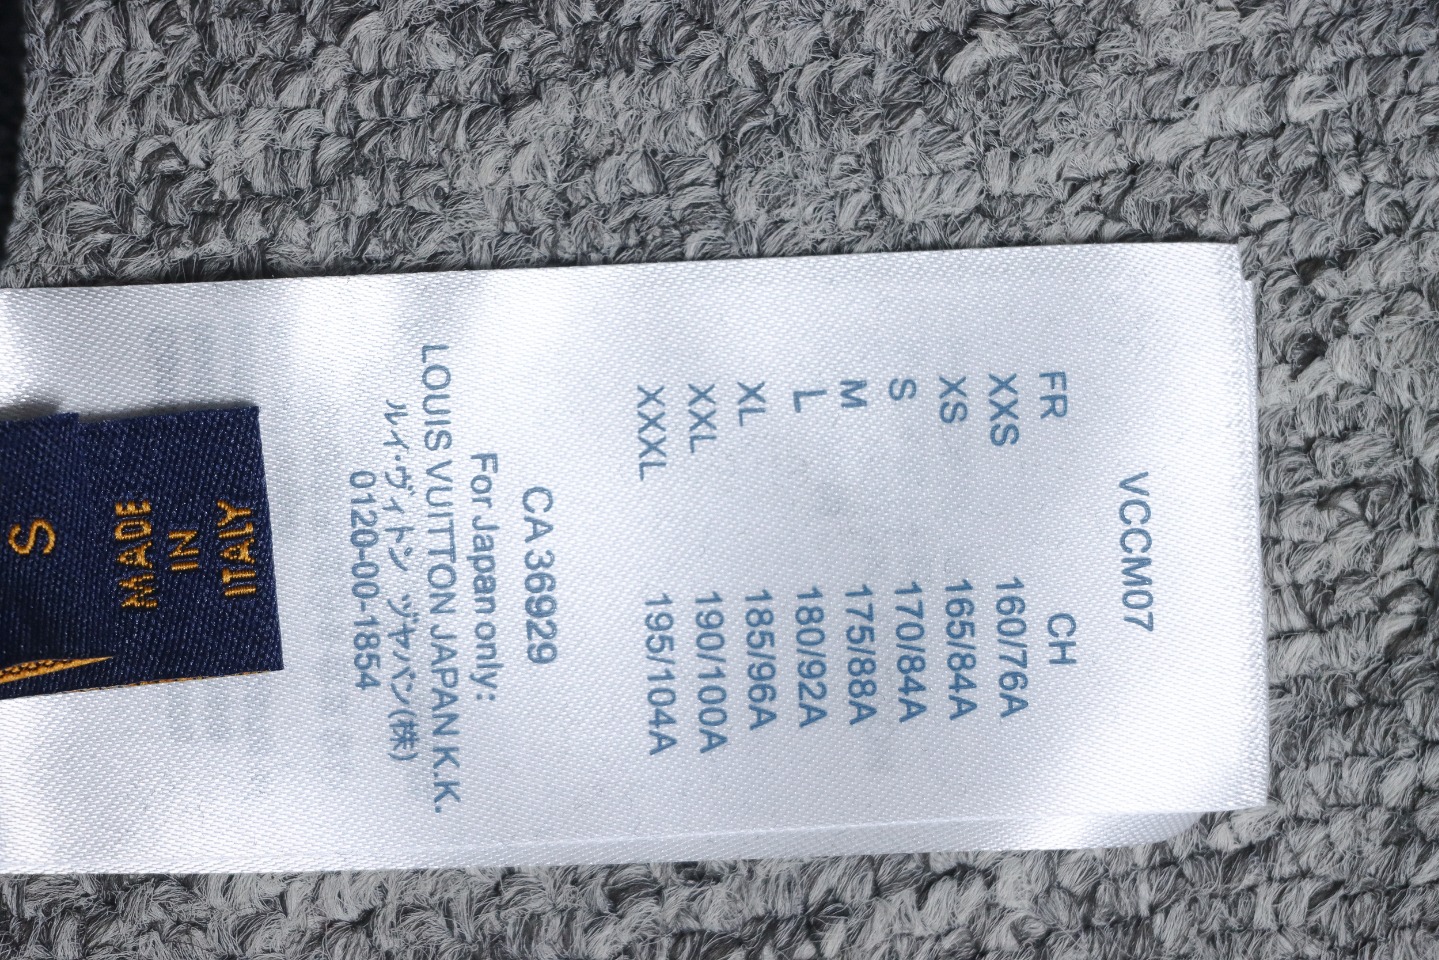 VCCM07
FR CH
XXS 160/76A
XS 165/84A
S 170/84A
M 175/88A
L 180/92A
XL 185/96A
XXL 190/100A
XXXL 195/104A
CA 36929
For Japan only:
LOUIS VUITTON JAPAN K.K.
ルイ・ヴィトン ジャパン(株)
0120-00-1854
S
MADE
IN
ITALY